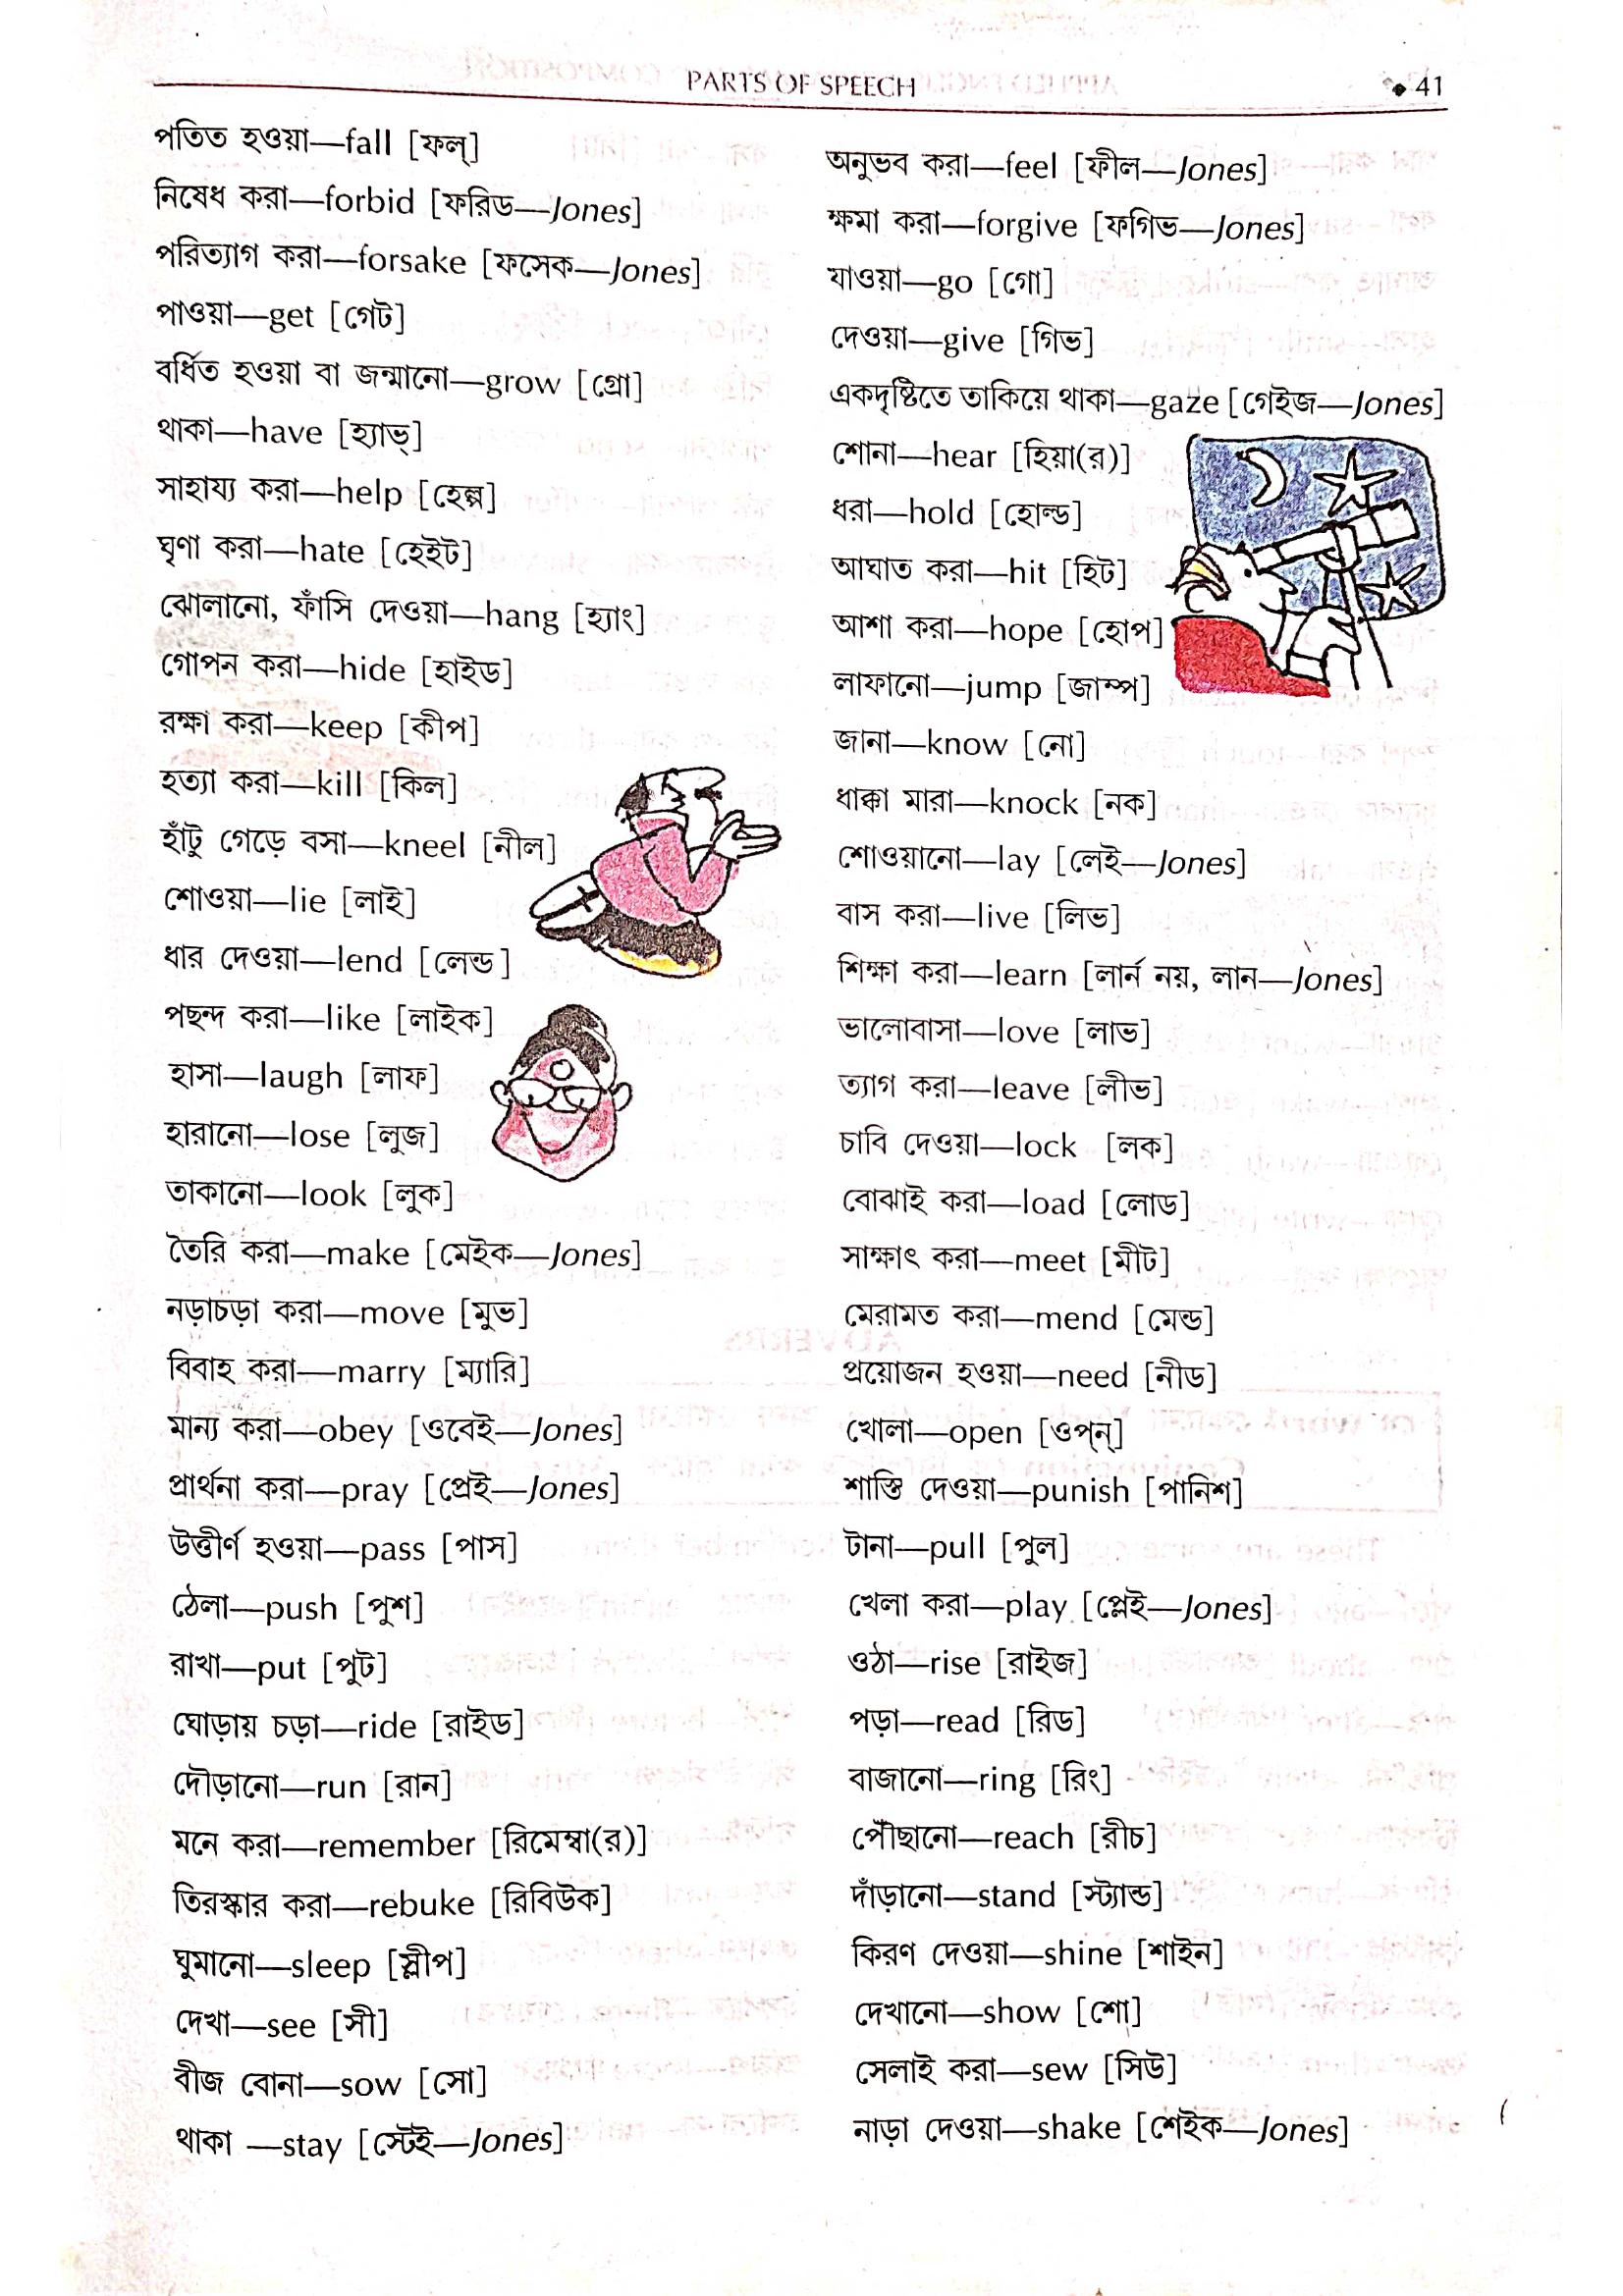 PARTS OF SPEECH
41
পতিত হওয়া—fall [ফল্]
নিষেধ করা—forbid [ফরিড—Jones]
পরিত্যাগ করা—forsake [ফসেক—Jones]
পাওয়া—get [গেট]
বর্ধিত হওয়া বা জন্মানো—grow [গ্রো]
থাকা—have [হ্যাভ্]
সাহায্য করা—help [হেল্প]
ঘৃণা করা—hate [হেইট]
ঝোলানো, ফাঁসি দেওয়া—hang [হ্যাং]
গোপন করা—hide [হাইড]
রক্ষা করা—keep [কীপ]
হত্যা করা—kill [কিল]
হাঁটু গেড়ে বসা—kneel [নীল]
শোওয়া—lie [লাই]
ধার দেওয়া—lend [লেন্ড]
পছন্দ করা—like [লাইক]
হাসা—laugh [লাফ]
হারানো—lose [লুজ]
তাকানো—look [লুক]
তৈরি করা—make [মেইক—Jones]
নড়াচড়া করা—move [মুভ]
বিবাহ করা—marry [ম্যারি]
মান্য করা—obey [ওবেই—Jones]
প্রার্থনা করা—pray [প্রেই—Jones]
উত্তীর্ণ হওয়া—pass [পাস]
ঠেলা—push [পুশ]
রাখা—put [পুট]
ঘোড়ায় চড়া—ride [রাইড]
দৌড়ানো—run [রান]
মনে করা—remember [রিমেম্বা(র)]
তিরস্কার করা—rebuke [রিবিউক]
ঘুমানো—sleep [স্লীপ]
দেখা—see [সী]
বীজ বোনা—sow [সো]
থাকা —stay [স্টেই—Jones]
অনুভব করা—feel [ফীল—Jones]
ক্ষমা করা—forgive [ফগিভ—Jones]
যাওয়া—go [গো]
দেওয়া—give [গিভ]
একদৃষ্টিতে তাকিয়ে থাকা—gaze [গেইজ—Jones]
শোনা—hear [হিয়া(র)]
ধরা—hold [হোল্ড]
আঘাত করা—hit [হিট]
আশা করা—hope [হোপ]
লাফানো—jump [জাম্প]
জানা—know [নো]
ধাক্কা মারা—knock [নক]
শোওয়ানো—lay [লেই—Jones]
বাস করা—live [লিভ]
শিক্ষা করা—learn [লার্ন নয়, লান—Jones]
ভালোবাসা—love [লাভ]
ত্যাগ করা—leave [লীভ]
চাবি দেওয়া—lock [লক]
বোঝাই করা—load [লোড]
সাক্ষাৎ করা—meet [মীট]
মেরামত করা—mend [মেন্ড]
প্রয়োজন হওয়া—need [নীড]
খোলা—open [ওপ্‌ন্]
শাস্তি দেওয়া—punish [পানিশ]
টানা—pull [পুল]
খেলা করা—play [প্লেই—Jones]
ওঠা—rise [রাইজ]
পড়া—read [রিড]
বাজানো—ring [রিং]
পৌঁছানো—reach [রীচ]
দাঁড়ানো—stand [স্ট্যান্ড]
কিরণ দেওয়া—shine [শাইন]
দেখানো—show [শো]
সেলাই করা—sew [সিউ]
নাড়া দেওয়া—shake [শেইক—Jones]